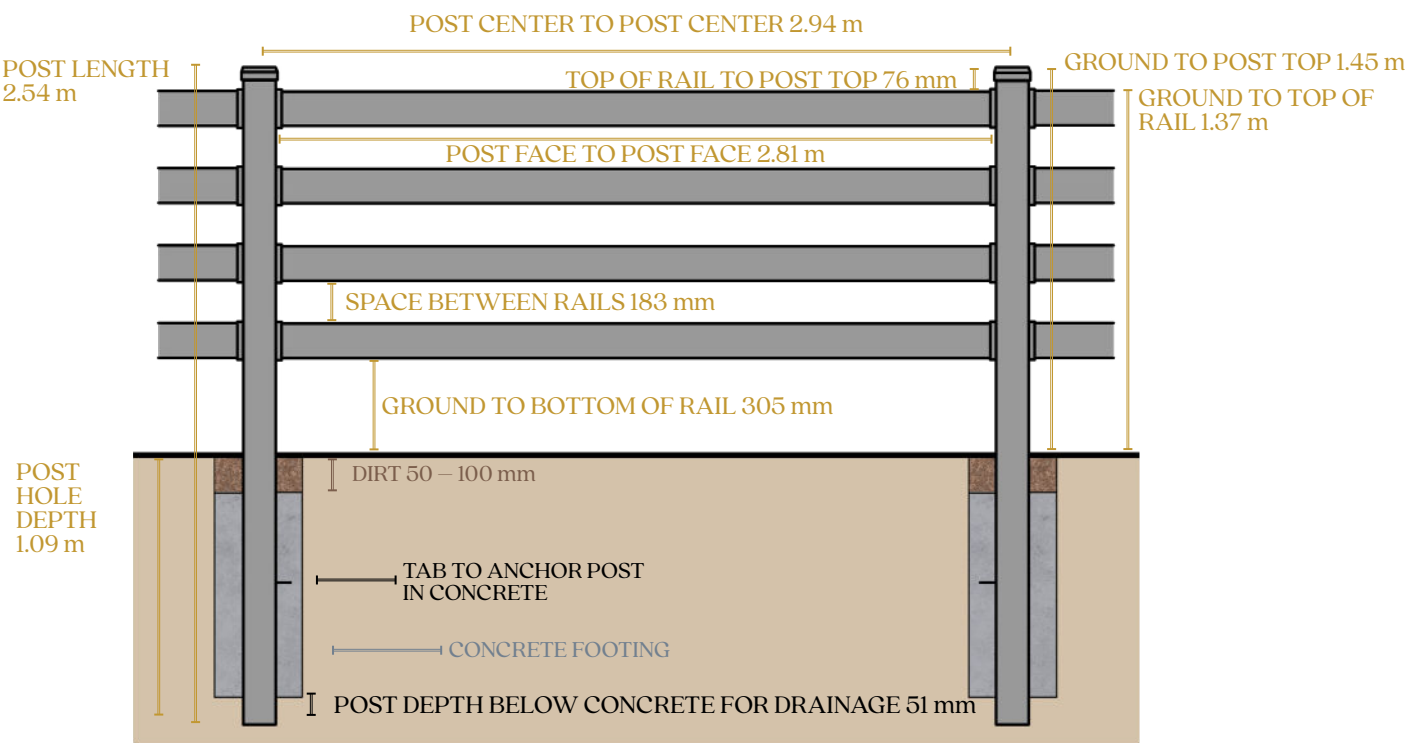 POST CENTER TO POST CENTER 2.94 m
POST LENGTH
2.54 m
TOP OF RAIL TO POST TOP 76 mm
GROUND TO POST TOP 1.45 m
GROUND TO TOP OF
RAIL 1.37 m
POST FACE TO POST FACE 2.81 m
SPACE BETWEEN RAILS 183 mm
GROUND TO BOTTOM OF RAIL 305 mm
POST
HOLE
DEPTH
1.09 m
DIRT 50 – 100 mm
TAB TO ANCHOR POST
IN CONCRETE
CONCRETE FOOTING
POST DEPTH BELOW CONCRETE FOR DRAINAGE 51 mm